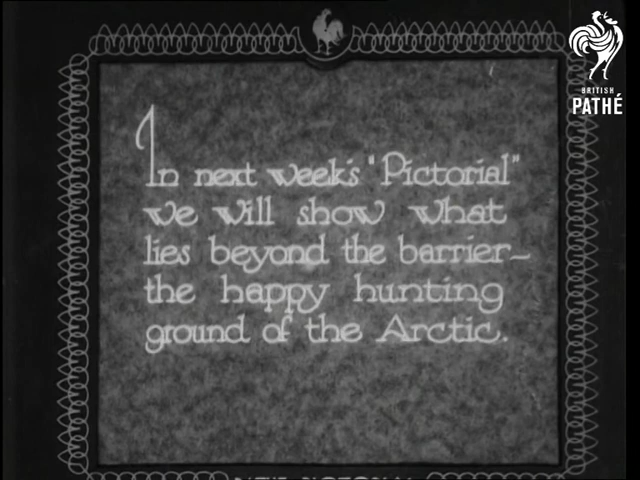 BRITISH
PATHÉ
In next week's "Pictorial"
we will show what
lies beyond the barrier—
the happy hunting
ground of the Arctic.